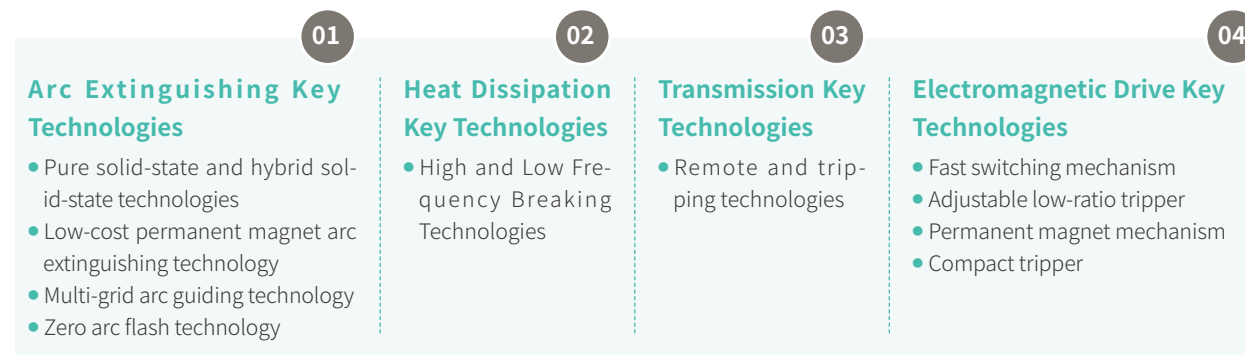 01
Arc Extinguishing Key
Technologies
• Pure solid-state and hybrid sol-
id-state technologies
• Low-cost permanent magnet arc
extinguishing technology
• Multi-grid arc guiding technology
• Zero arc flash technology
02
Heat Dissipation
Key Technologies
• High and Low Fre-
quency Breaking
Technologies
03
Transmission Key
Technologies
• Remote and trip-
ping technologies
04
Electromagnetic Drive Key
Technologies
• Fast switching mechanism
• Adjustable low-ratio tripper
• Permanent magnet mechanism
• Compact tripper